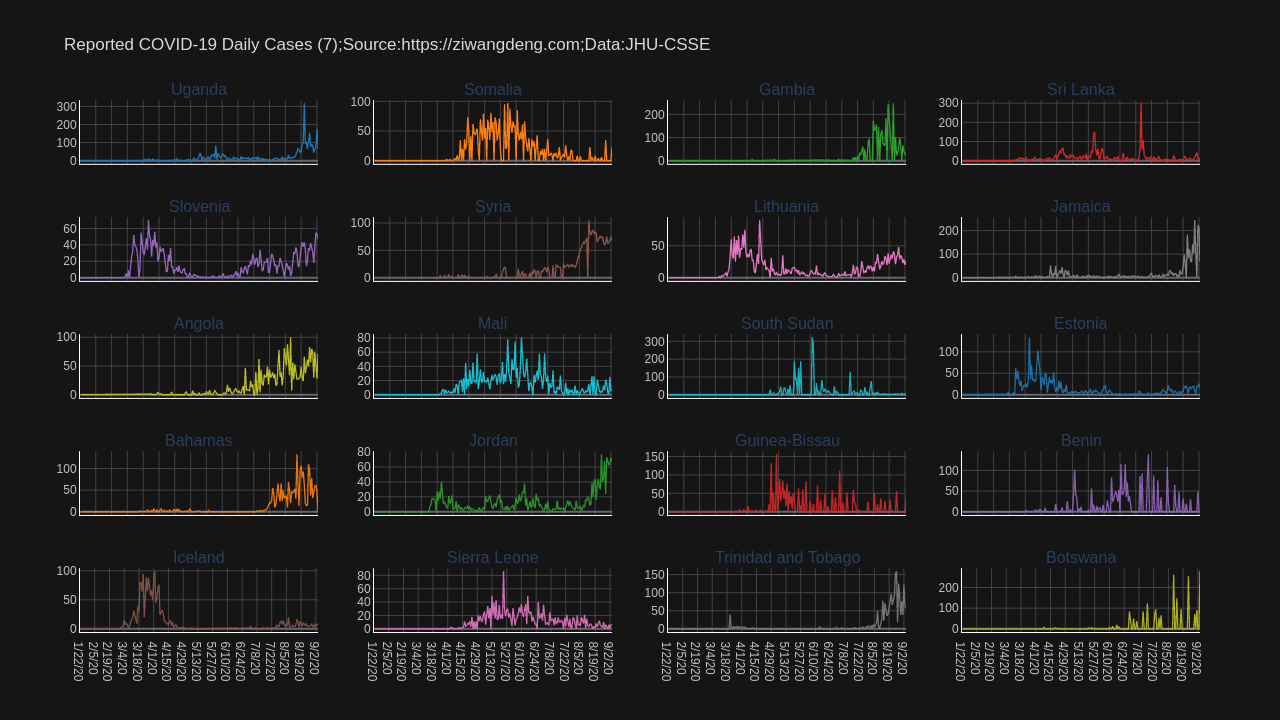 Reported COVID-19 Daily Cases (7);Source:https://ziwangdeng.com;Data:JHU-CSSE
Uganda Somalia Gambia Sri Lanka
300 200 100 0
100 50 0
200 100 0
300 200 100 0
Slovenia Syria Lithuania Jamaica
60 40 20 0
100 50 0
50 0
200 100 0
Angola Mali South Sudan Estonia
100 50 0
80 60 40 20 0
300 200 100 0
100 50 0
Bahamas Jordan Guinea-Bissau Benin
100 50 0
80 60 40 20 0
150 100 50 0
100 50 0
Iceland Sierra Leone Trinidad and Tobago Botswana
100 50 0
80 60 40 20 0
150 100 50 0
200 100 0
1/22/20 2/5/20 2/19/20 3/4/20 3/18/20 4/1/20 4/15/20 4/29/20 5/13/20 5/27/20 6/10/20 6/24/20 7/8/20 7/22/20 8/5/20 8/19/20 9/2/20
1/22/20 2/5/20 2/19/20 3/4/20 3/18/20 4/1/20 4/15/20 4/29/20 5/13/20 5/27/20 6/10/20 6/24/20 7/8/20 7/22/20 8/5/20 8/19/20 9/2/20
1/22/20 2/5/20 2/19/20 3/4/20 3/18/20 4/1/20 4/15/20 4/29/20 5/13/20 5/27/20 6/10/20 6/24/20 7/8/20 7/22/20 8/5/20 8/19/20 9/2/20
1/22/20 2/5/20 2/19/20 3/4/20 3/18/20 4/1/20 4/15/20 4/29/20 5/13/20 5/27/20 6/10/20 6/24/20 7/8/20 7/22/20 8/5/20 8/19/20 9/2/20